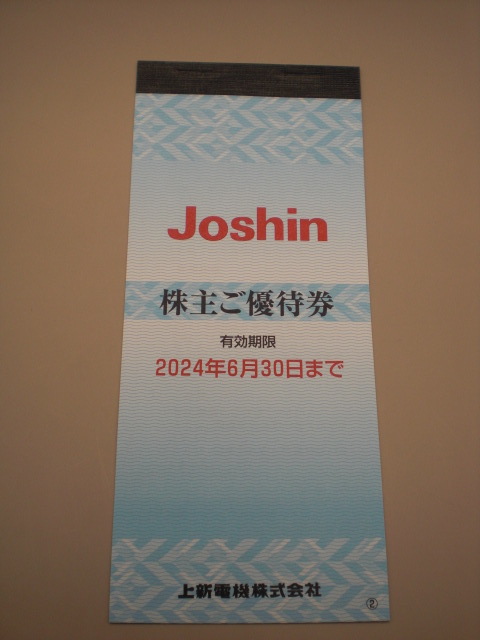 Joshin
株主ご優待券
有効期限
2024年6月30日まで
上新電機株式会社
②